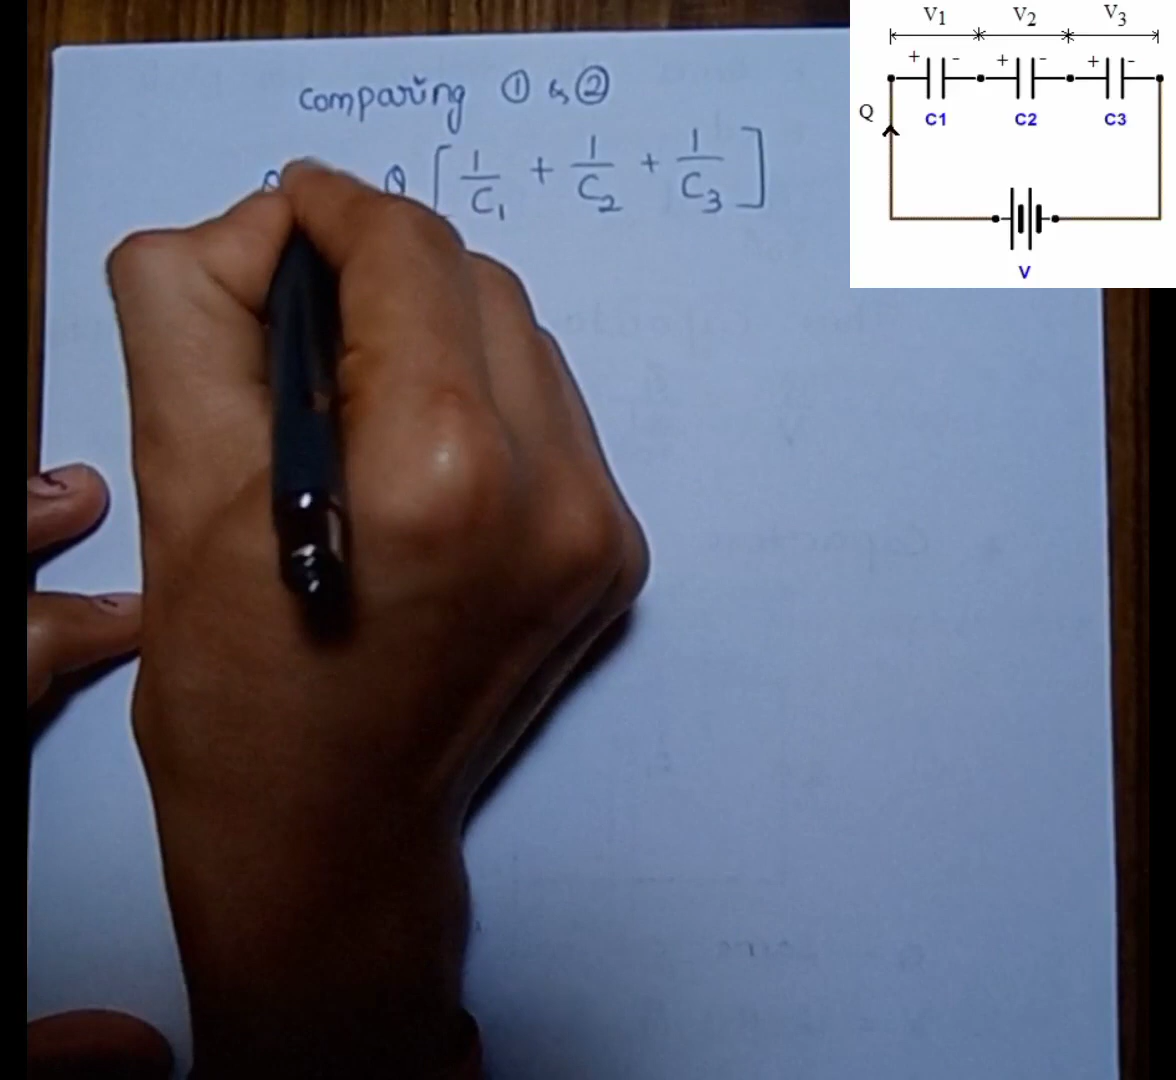 V1 V2 V3
+ - + - + -
Q
C1 C2 C3
V
comparing ① & ②
Q [ 1/C₁ + 1/C₂ + 1/C₃ ]